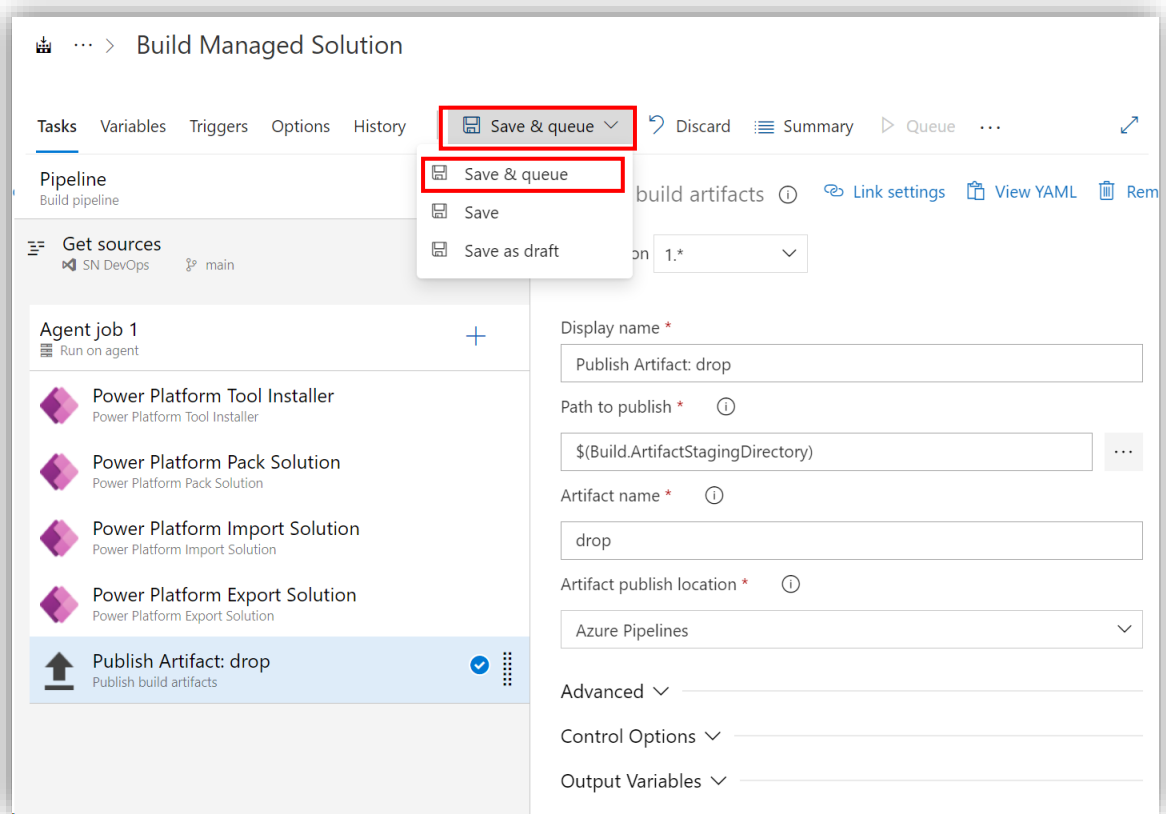 ··· > Build Managed Solution
Tasks Variables Triggers Options History Save & queue Discard Summary Queue ···
Save & queue
Save
Save as draft
Pipeline
Build pipeline
build artifacts Link settings View YAML Rem
Get sources
SN DevOps main
on 1.*
Agent job 1
Run on agent
Power Platform Tool Installer
Power Platform Tool Installer
Power Platform Pack Solution
Power Platform Pack Solution
Power Platform Import Solution
Power Platform Import Solution
Power Platform Export Solution
Power Platform Export Solution
Publish Artifact: drop
Publish build artifacts
Display name *
Publish Artifact: drop
Path to publish *
$(Build.ArtifactStagingDirectory)
···
Artifact name *
drop
Artifact publish location *
Azure Pipelines
Advanced
Control Options
Output Variables